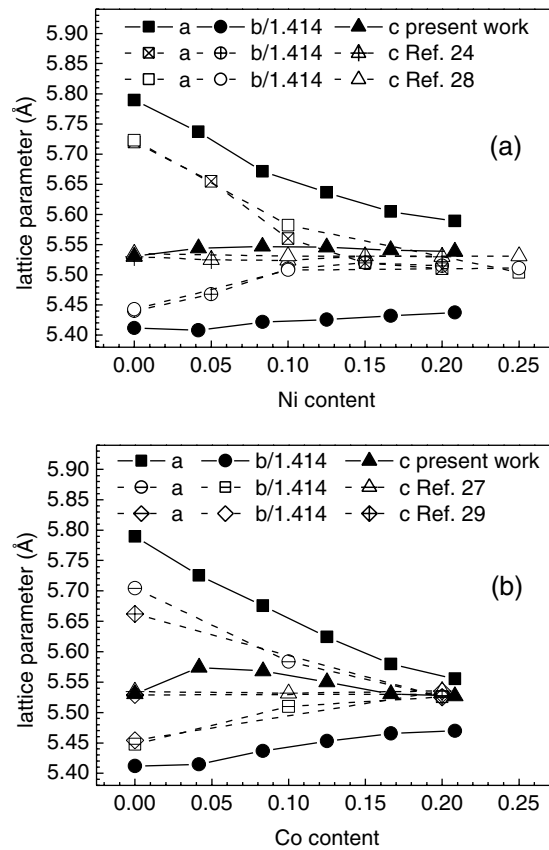 a b/1.414 c present work
a b/1.414 c Ref. 24
a b/1.414 c Ref. 28
(a)
lattice parameter (Å)
5.90
5.85
5.80
5.75
5.70
5.65
5.60
5.55
5.50
5.45
5.40
0.00 0.05 0.10 0.15 0.20 0.25
Ni content
a b/1.414 c present work
a b/1.414 c Ref. 27
a b/1.414 c Ref. 29
(b)
lattice parameter (Å)
5.90
5.85
5.80
5.75
5.70
5.65
5.60
5.55
5.50
5.45
5.40
0.00 0.05 0.10 0.15 0.20 0.25
Co content